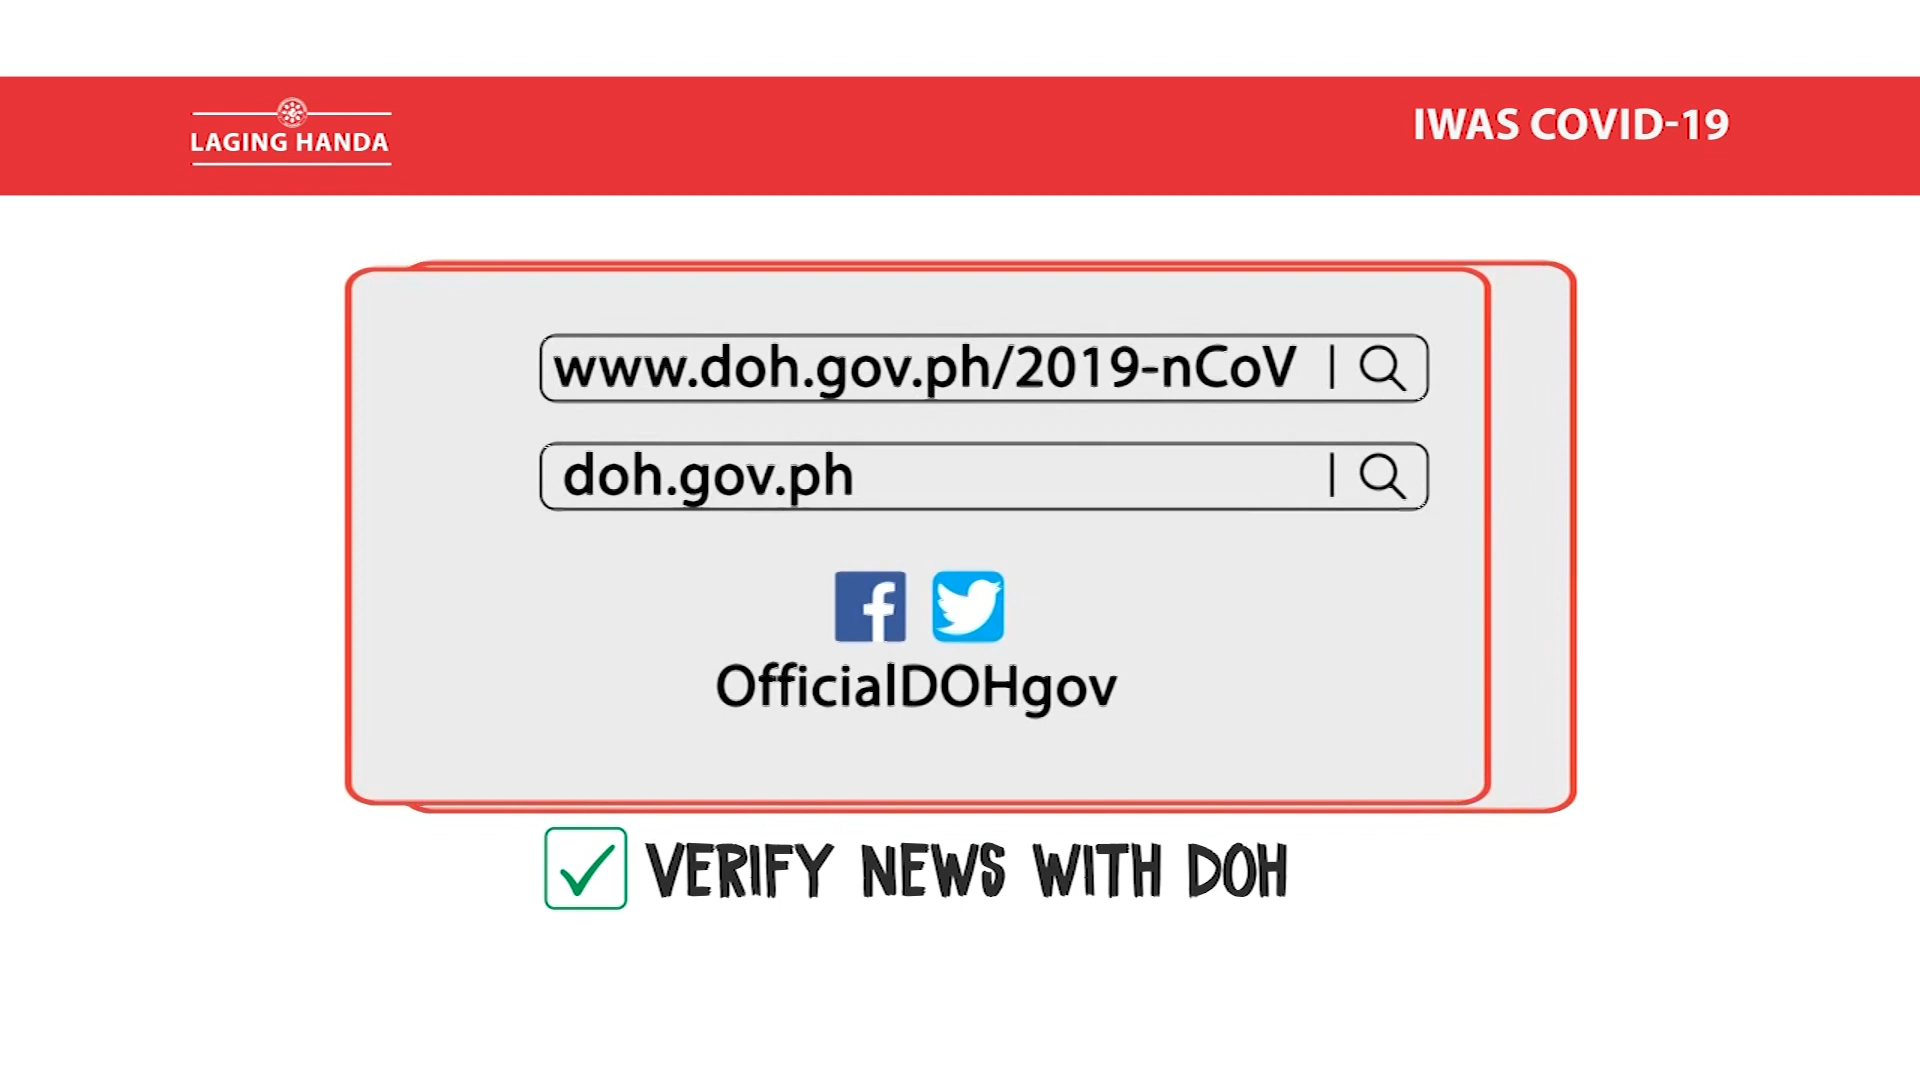 LAGING HANDA
IWAS COVID-19
www.doh.gov.ph/2019-nCoV
doh.gov.ph
OfficialDOHgov
VERIFY NEWS WITH DOH